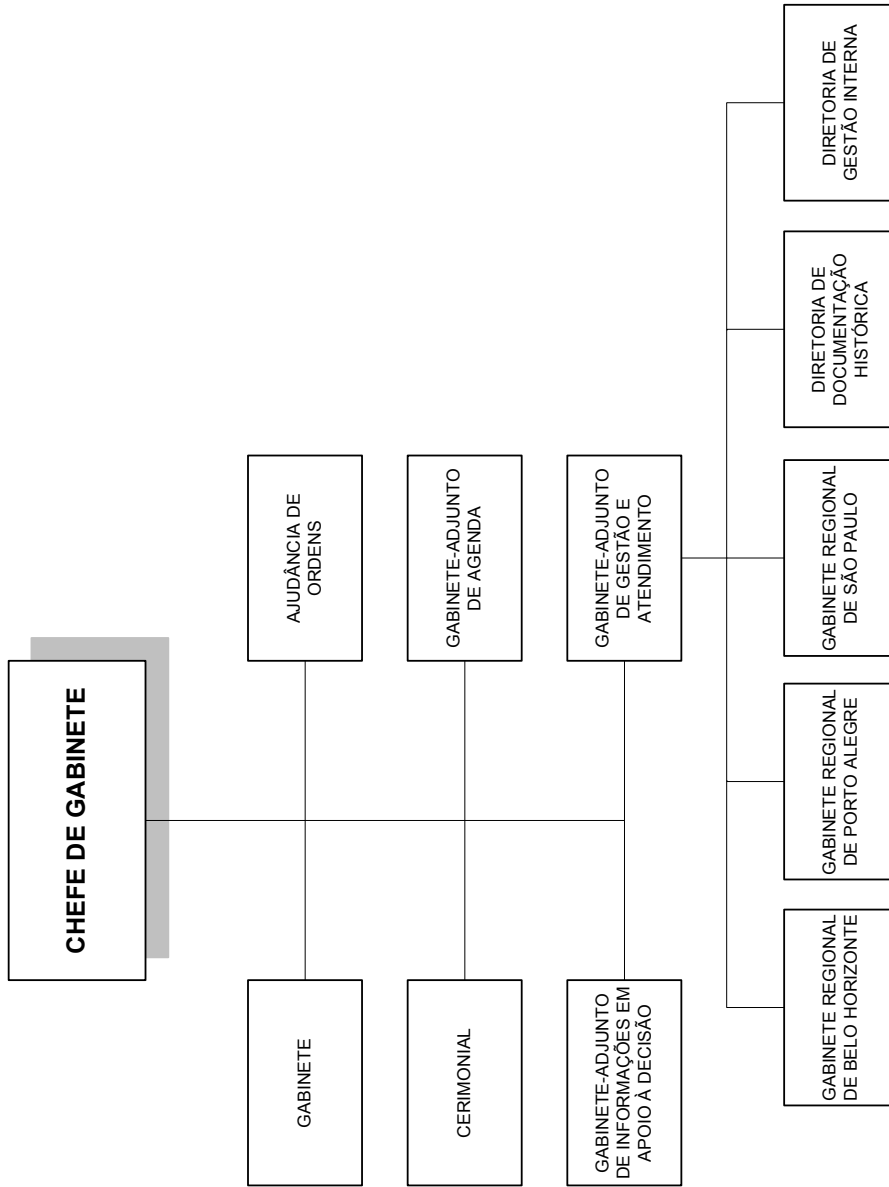 CHEFE DE GABINETE
GABINETE
AJUDÂNCIA DE
ORDENS
CERIMONIAL
GABINETE-ADJUNTO
DE AGENDA
GABINETE-ADJUNTO
DE INFORMAÇÕES EM
APOIO À DECISÃO
GABINETE-ADJUNTO
DE GESTÃO E
ATENDIMENTO
GABINETE REGIONAL
DE BELO HORIZONTE
GABINETE REGIONAL
DE PORTO ALEGRE
GABINETE REGIONAL
DE SÃO PAULO
DIRETORIA DE
DOCUMENTAÇÃO
HISTÓRICA
DIRETORIA DE
GESTÃO INTERNA